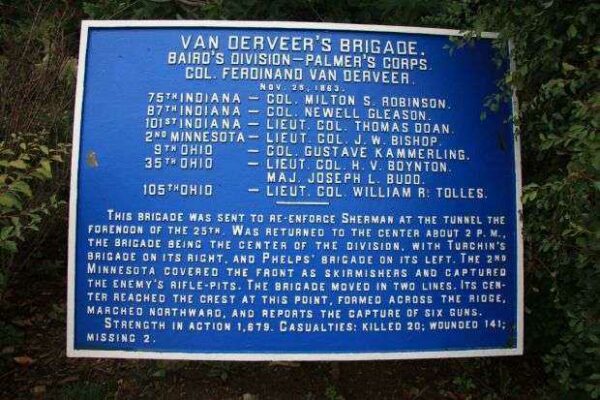 VAN DERVEER'S BRIGADE.
BAIRD'S DIVISION—PALMER'S CORPS.
COL. FERDINAND VAN DERVEER.
NOV. 25, 1863.
75TH INDIANA — COL. MILTON S. ROBINSON.
87TH INDIANA — COL. NEWELL GLEASON.
101ST INDIANA — LIEUT. COL. THOMAS DOAN.
2ND MINNESOTA — LIEUT. COL. J. W. BISHOP.
9TH OHIO — COL. GUSTAVE KAMMERLING.
35TH OHIO — LIEUT. COL. H. V. BOYNTON.
MAJ. JOSEPH L. BUDD.
105TH OHIO — LIEUT. COL. WILLIAM R. TOLLES.
THIS BRIGADE WAS SENT TO RE-ENFORCE SHERMAN AT THE TUNNEL THE
FORENOON OF THE 25TH. WAS RETURNED TO THE CENTER ABOUT 2 P.M.,
THE BRIGADE BEING THE CENTER OF THE DIVISION, WITH TURCHIN'S
BRIGADE ON ITS RIGHT, AND PHELPS' BRIGADE ON ITS LEFT. THE 2ND
MINNESOTA COVERED THE FRONT AS SKIRMISHERS AND CAPTURED
THE ENEMY'S RIFLE-PITS. THE BRIGADE MOVED IN TWO LINES. ITS CEN-
TER REACHED THE CREST AT THIS POINT, FORMED ACROSS THE RIDGE,
MARCHED NORTHWARD, AND REPORTS THE CAPTURE OF SIX GUNS.
STRENGTH IN ACTION 1,679. CASUALTIES: KILLED 20; WOUNDED 141;
MISSING 2.